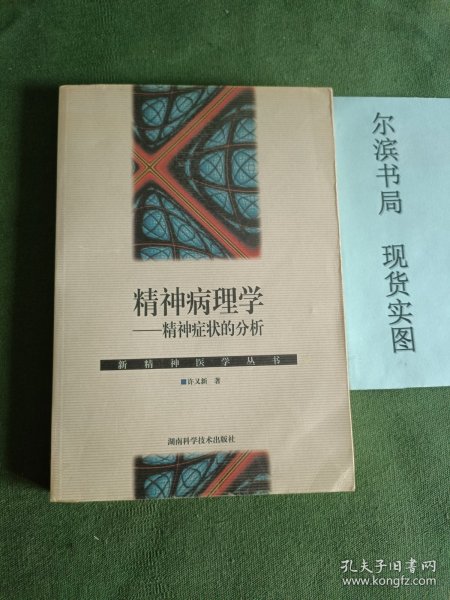 精神病理学
——精神症状的分析
新精神医学丛书
许又新 著
湖南科学技术出版社
尔滨书局 现货实图
孔夫子旧书网
www.kongfz.com